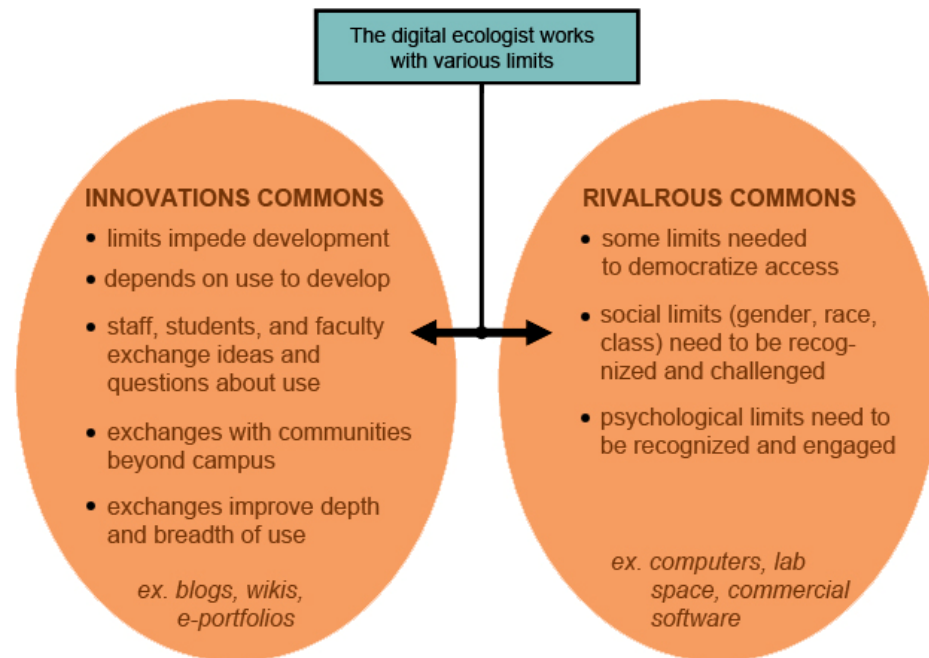 The digital ecologist works
with various limits
INNOVATIONS COMMONS
• limits impede development
• depends on use to develop
• staff, students, and faculty
exchange ideas and
questions about use
• exchanges with communities
beyond campus
• exchanges improve depth
and breadth of use
ex. blogs, wikis,
e-portfolios
RIVALROUS COMMONS
• some limits needed
to democratize access
• social limits (gender, race,
class) need to be recog-
nized and challenged
• psychological limits need to
be recognized and engaged
ex. computers, lab
space, commercial
software